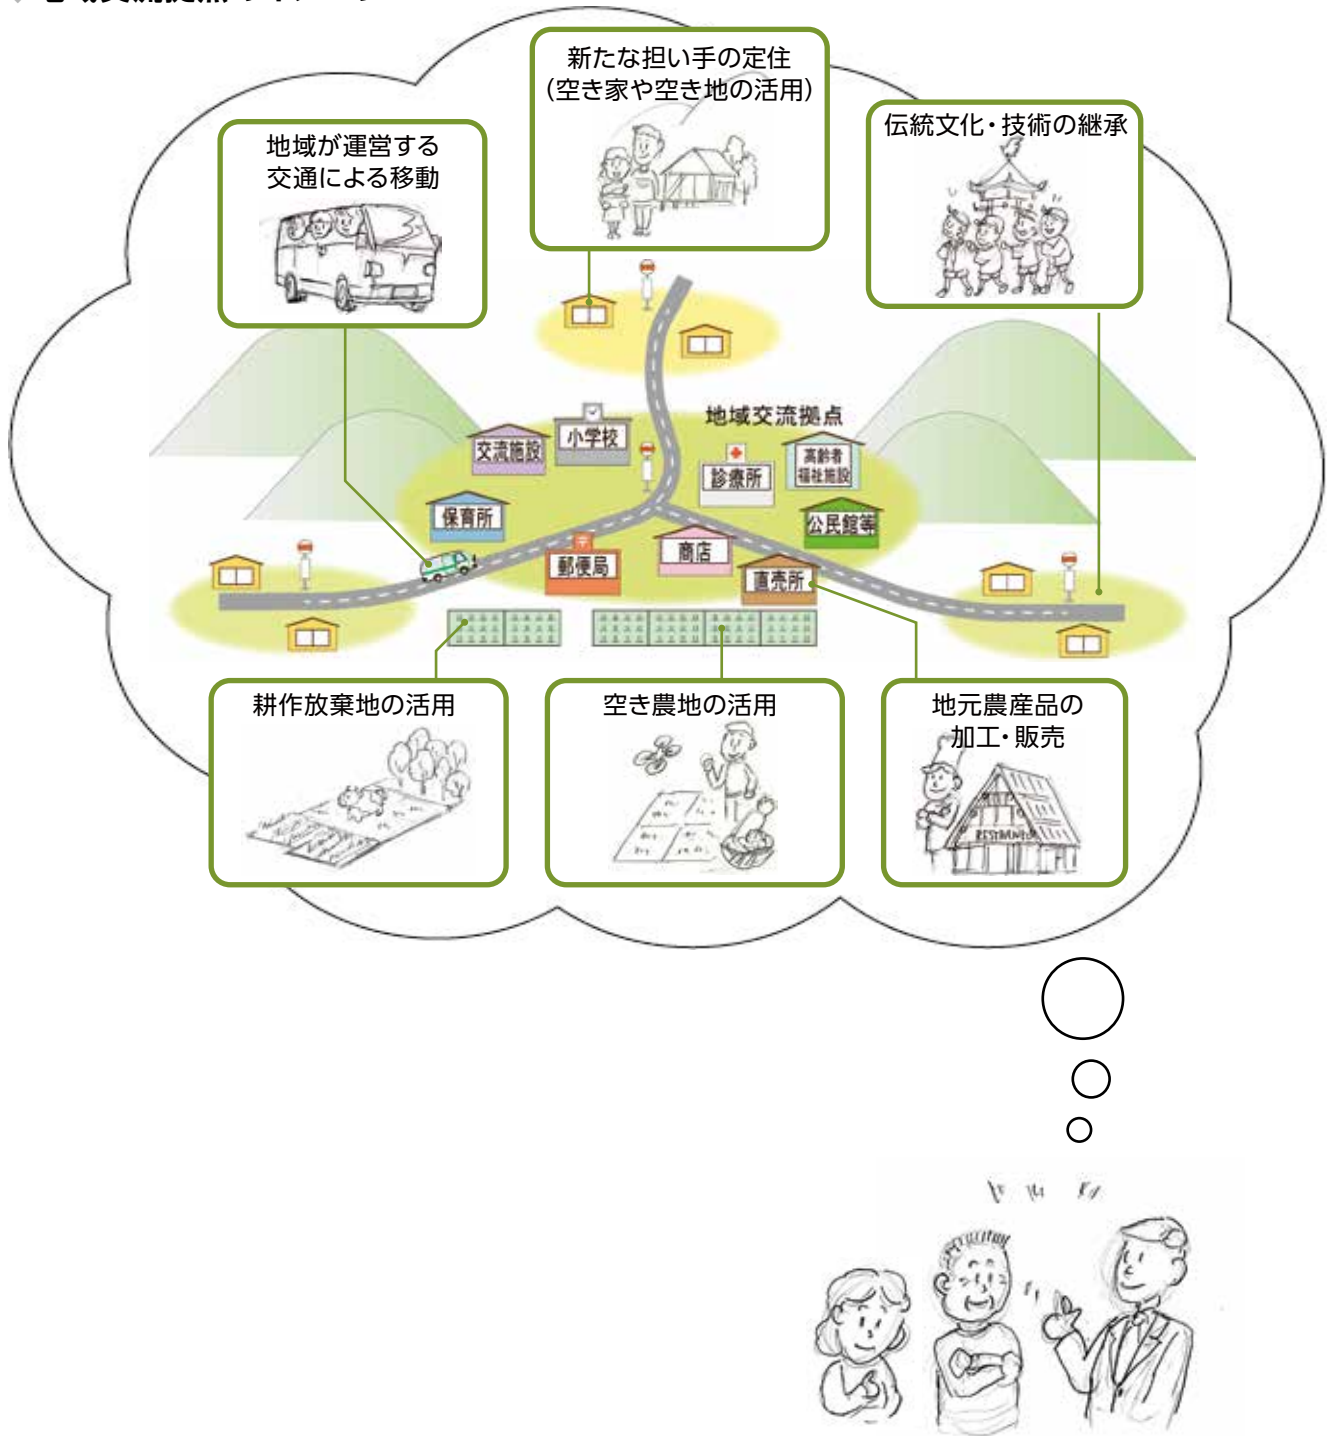 新たな担い手の定住
(空き家や空き地の活用)
伝統文化・技術の継承
地域が運営する
交通による移動
地域交流拠点
小学校
交流施設
診療所
高齢者
福祉施設
保育所
公民館等
商店
郵便局
直売所
耕作放棄地の活用
空き農地の活用
地元農産品の
加工・販売